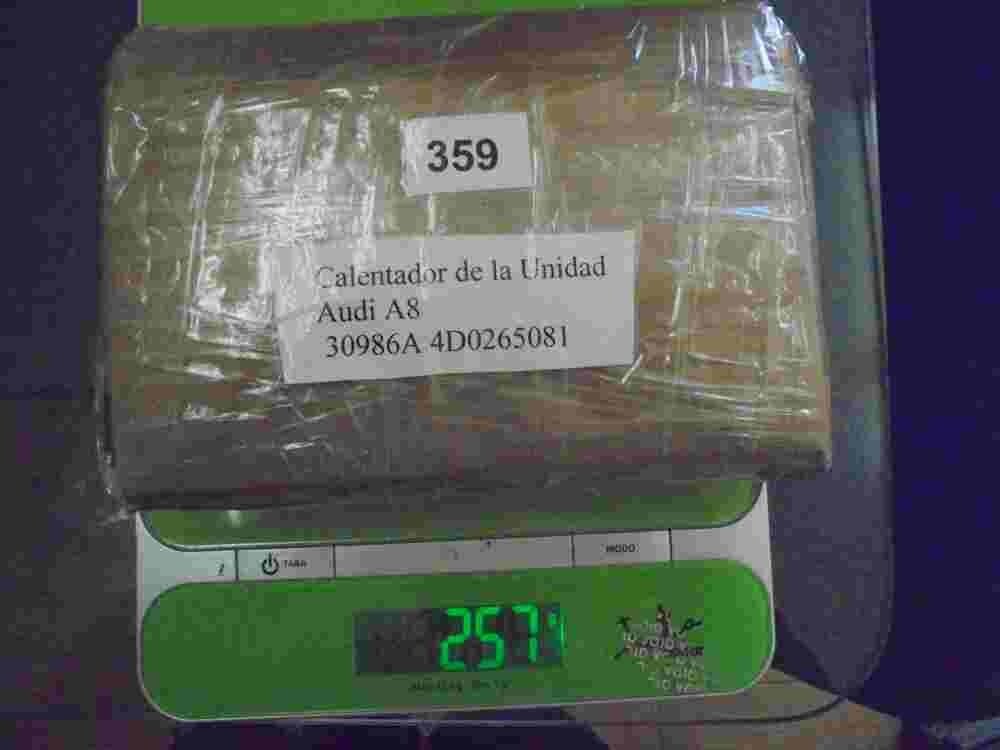 359
Calentador de la Unidad
Audi A8
30986A 4D0265081
TARA
MODO
257